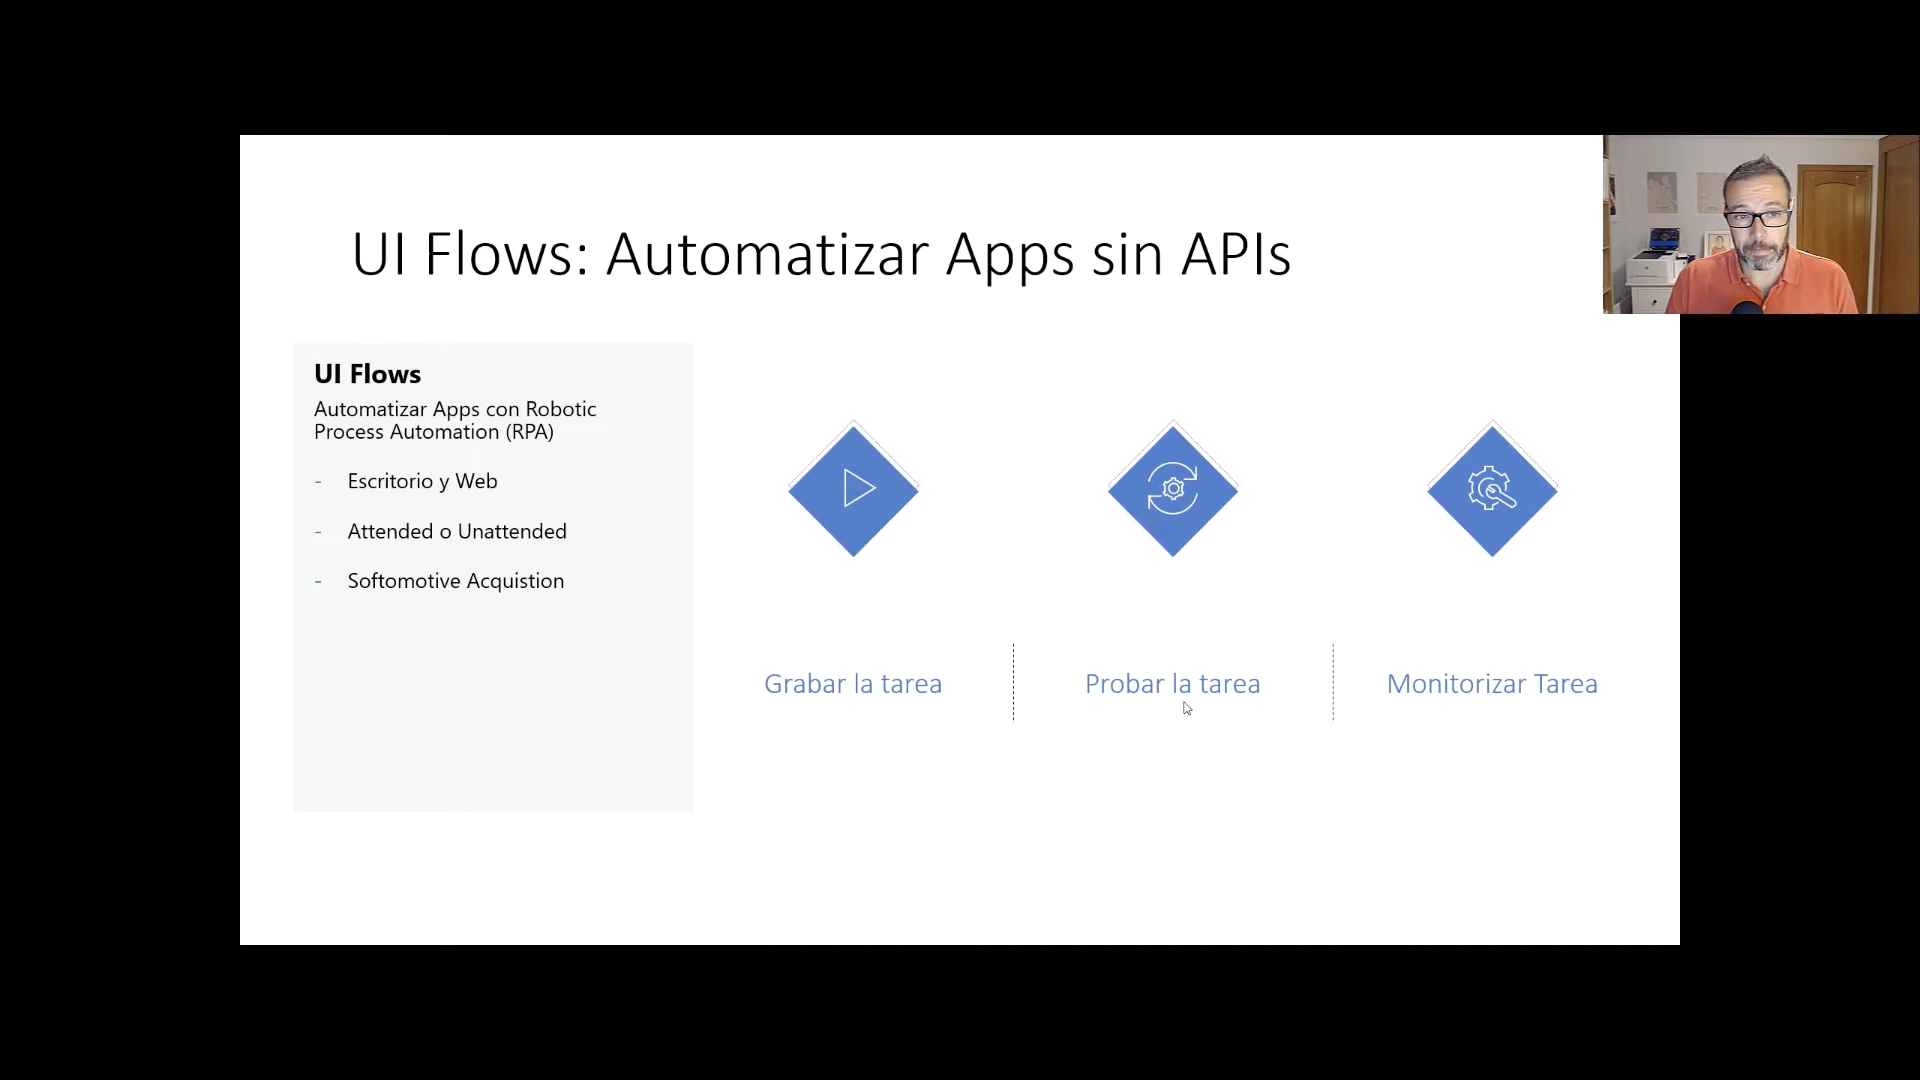 UI Flows: Automatizar Apps sin APIs
UI Flows
Automatizar Apps con Robotic
Process Automation (RPA)
- Escritorio y Web
- Attended o Unattended
- Softomotive Acquistion
Grabar la tarea
Probar la tarea
Monitorizar Tarea